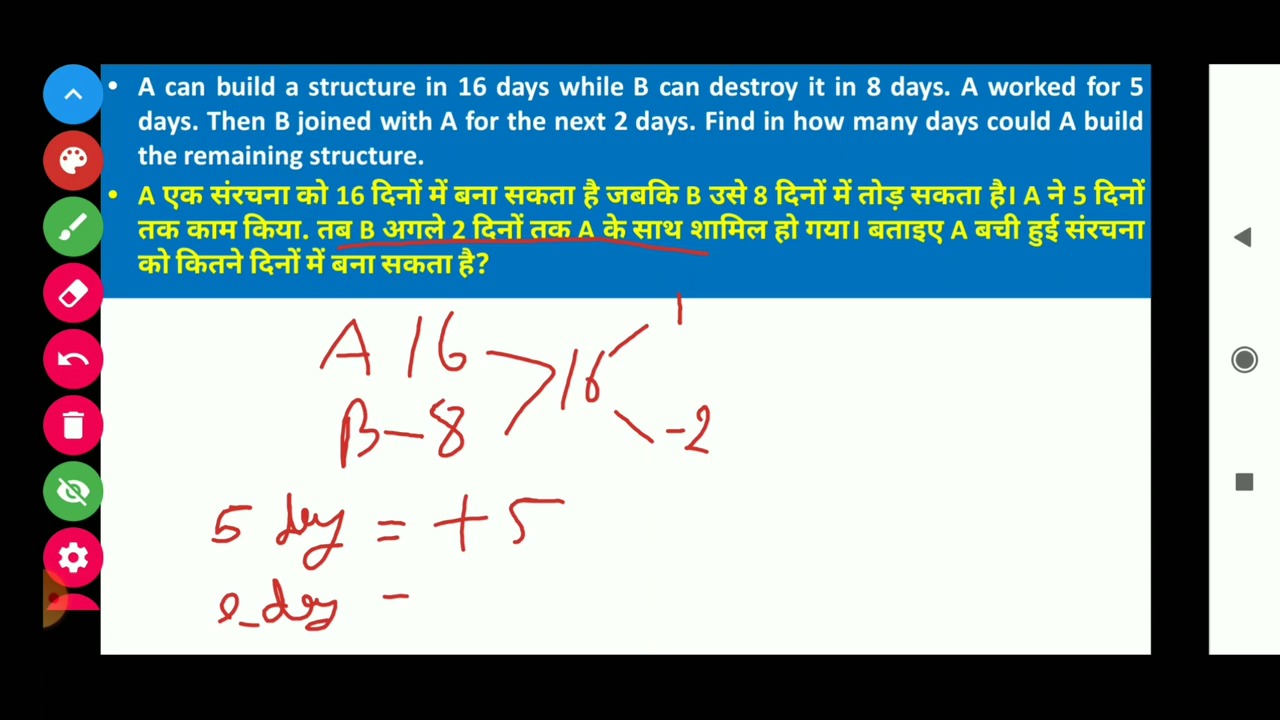 • A can build a structure in 16 days while B can destroy it in 8 days. A worked for 5
days. Then B joined with A for the next 2 days. Find in how many days could A build
the remaining structure.
• A एक संरचना को 16 दिनों में बना सकता है जबकि B उसे 8 दिनों में तोड़ सकता है। A ने 5 दिनों
तक काम किया. तब B अगले 2 दिनों तक A के साथ शामिल हो गया। बताइए A बची हुई संरचना
को कितने दिनों में बना सकता है?
1
A 16
16
B-8
-2
5 day = + 5
2 day -